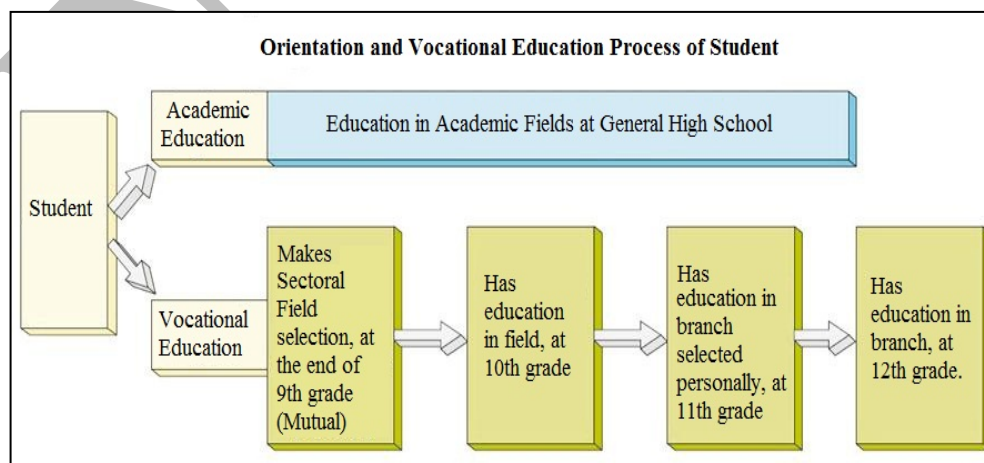 Orientation and Vocational Education Process of Student
Student
Academic
Education
Education in Academic Fields at General High School
Vocational
Education
Makes
Sectoral
Field
selection, at
the end of
9th grade
(Mutual)
Has
education
in field, at
10th grade
Has
education in
branch
selected
personally, at
11th grade
Has
education in
branch, at
12th grade.